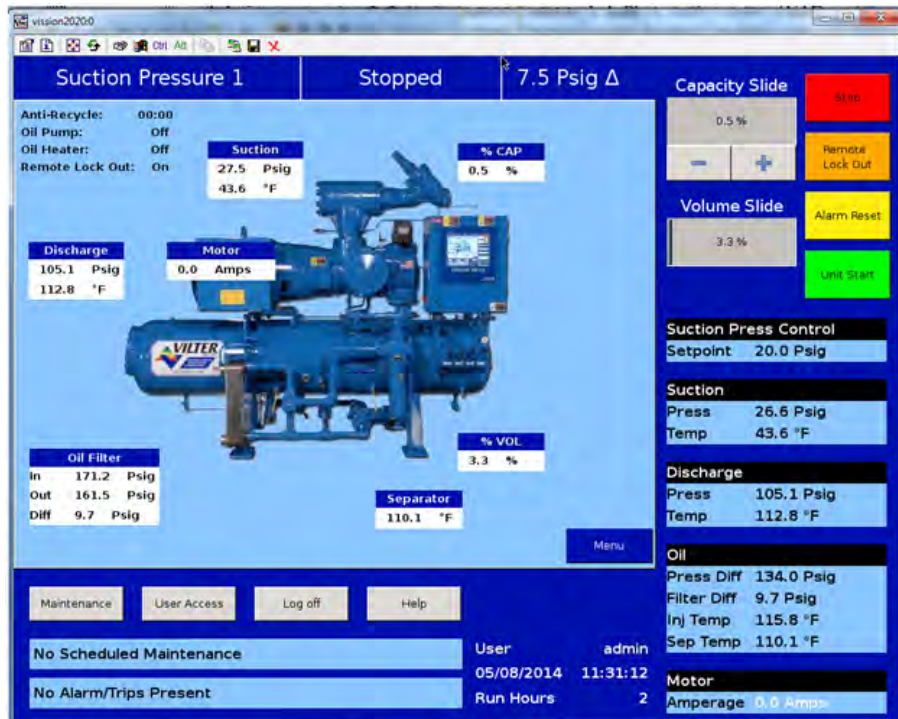 vission2020:0
Ctrl Alt
Suction Pressure 1 Stopped 7.5 Psig Δ
Anti-Recycle: 00:00
Oil Pump: Off
Oil Heater: Off
Remote Lock Out: On
Suction
27.5 Psig
43.6 °F
% CAP
0.5 %
Discharge
105.1 Psig
112.8 °F
Motor
0.0 Amps
VILTER
Oil Filter
In 171.2 Psig
Out 161.5 Psig
Diff 9.7 Psig
% VOL
3.3 %
Separator
110.1 °F
Menu
Capacity Slide
0.5 %
− +
Volume Slide
3.3 %
Stop
Remote
Lock Out
Alarm Reset
Unit Start
Suction Press Control
Setpoint 20.0 Psig
Suction
Press 26.6 Psig
Temp 43.6 °F
Discharge
Press 105.1 Psig
Temp 112.8 °F
Oil
Press Diff 134.0 Psig
Filter Diff 9.7 Psig
Inj Temp 115.8 °F
Sep Temp 110.1 °F
Motor
Amperage 0.0 Amps
Maintenance User Access Log off Help
No Scheduled Maintenance
No Alarm/Trips Present
User admin
05/08/2014 11:31:12
Run Hours 2